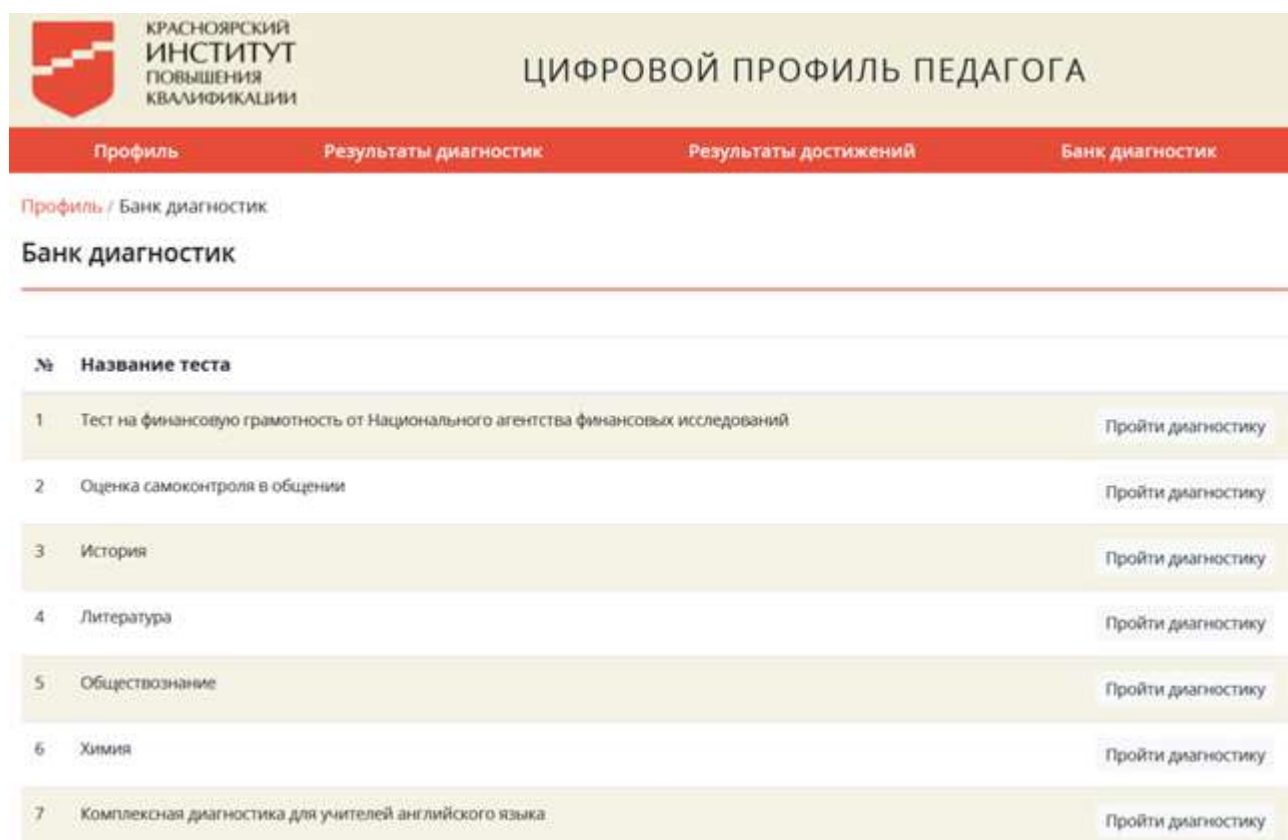 КРАСНОЯРСКИЙ
ИНСТИТУТ
ПОВЫШЕНИЯ
КВАЛИФИКАЦИИ
ЦИФРОВОЙ ПРОФИЛЬ ПЕДАГОГА
Профиль Результаты диагностик Результаты достижений Банк диагностик
Профиль / Банк диагностик
Банк диагностик
№ Название теста
1 Тест на финансовую грамотность от Национального агентства финансовых исследований Пройти диагностику
2 Оценка самоконтроля в общении Пройти диагностику
3 История Пройти диагностику
4 Литература Пройти диагностику
5 Обществознание Пройти диагностику
6 Химия Пройти диагностику
7 Комплексная диагностика для учителей английского языка Пройти диагностику